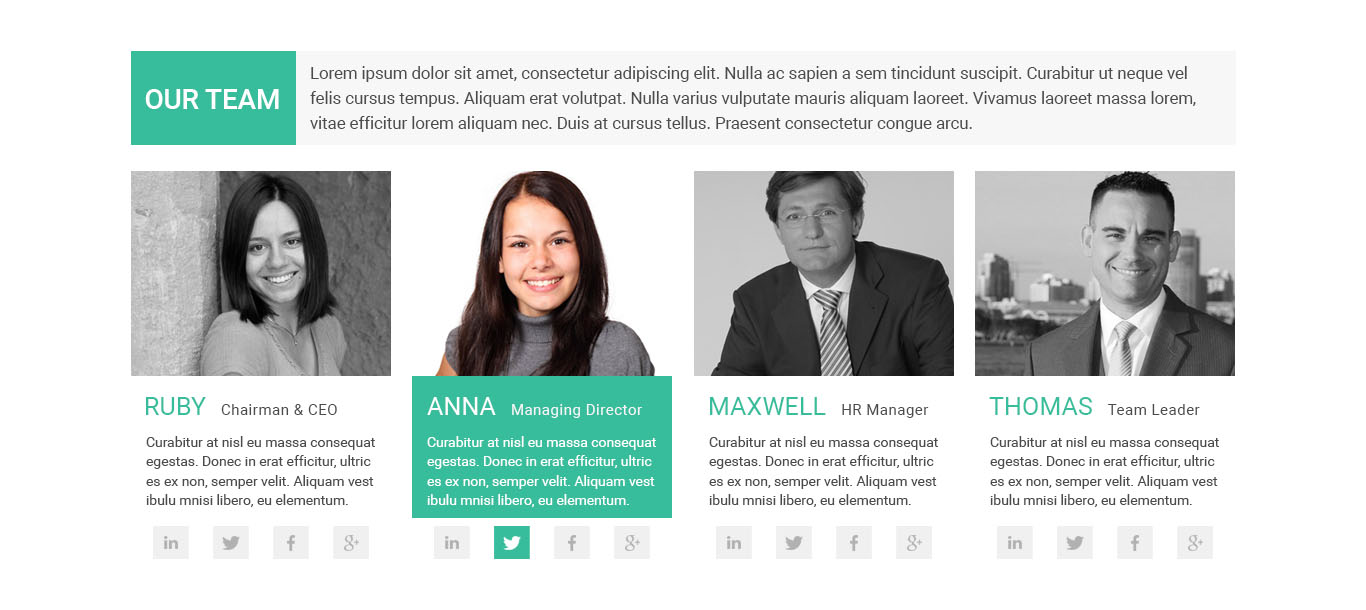 OUR TEAM
Lorem ipsum dolor sit amet, consectetur adipiscing elit. Nulla ac sapien a sem tincidunt suscipit. Curabitur ut neque vel
felis cursus tempus. Aliquam erat volutpat. Nulla varius vulputate mauris aliquam laoreet. Vivamus laoreet massa lorem,
vitae efficitur lorem aliquam nec. Duis at cursus tellus. Praesent consectetur congue arcu.
RUBY Chairman & CEO
Curabitur at nisl eu massa consequat
egestas. Donec in erat efficitur, ultric
es ex non, semper velit. Aliquam vest
ibulu mnisi libero, eu elementum.
in f g+
ANNA Managing Director
Curabitur at nisl eu massa consequat
egestas. Donec in erat efficitur, ultric
es ex non, semper velit. Aliquam vest
ibulu mnisi libero, eu elementum.
in f g+
MAXWELL HR Manager
Curabitur at nisl eu massa consequat
egestas. Donec in erat efficitur, ultric
es ex non, semper velit. Aliquam vest
ibulu mnisi libero, eu elementum.
in f g+
THOMAS Team Leader
Curabitur at nisl eu massa consequat
egestas. Donec in erat efficitur, ultric
es ex non, semper velit. Aliquam vest
ibulu mnisi libero, eu elementum.
in f g+